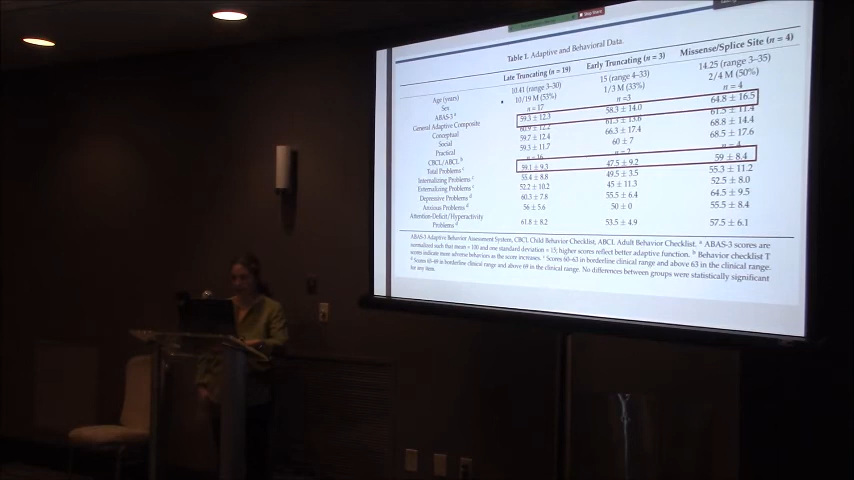 Table 1. Adaptive and Behavioral Data.
Late Truncating (n = 19) Early Truncating (n = 3) Missense/Splice Site (n = 4)
Age (years) 10.41 (range 3–30) 15 (range 4–33) 14.25 (range 3–35)
Sex 10/19 M (53%) 1/3 M (33%) 2/4 M (50%)
ABAS-3 a n = 17 n =3 n = 4
General Adaptive Composite 59.3 ± 12.3 58.3 ± 14.0 64.8 ± 16.5
Conceptual 60.9 ± 12.2 61.3 ± 13.6 61.5 ± 11.4
Social 59.7 ± 12.4 66.3 ± 17.4 68.8 ± 14.4
Practical 59.3 ± 11.7 60 ± 7 68.5 ± 17.6
CBCL/ABCL b n = 16 n = 2 n = 4
Total Problems c 59.1 ± 9.3 47.5 ± 9.2 59 ± 8.4
Internalizing Problems c 55.4 ± 8.8 49.5 ± 3.5 55.3 ± 11.2
Externalizing Problems c 52.2 ± 10.2 45 ± 11.3 52.5 ± 8.0
Depressive Problems d 60.3 ± 7.8 55.5 ± 6.4 64.5 ± 9.5
Anxious Problems d 56 ± 5.6 50 ± 0 55.5 ± 8.4
Attention-Deficit/Hyperactivity
Problems d 61.8 ± 8.2 53.5 ± 4.9 57.5 ± 6.1
ABAS-3 Adaptive Behavior Assessment System, CBCL Child Behavior Checklist, ABCL Adult Behavior Checklist. a ABAS-3 scores are
normalized such that mean = 100 and one standard deviation = 15; higher scores reflect better adaptive function. b Behavior checklist T
scores indicate more adverse behaviors as the score increases. c Scores 60–63 in borderline clinical range and above 63 in the clinical range.
d Scores 65–69 in borderline clinical range and above 69 in the clinical range. No differences between groups were statistically significant
for any item.